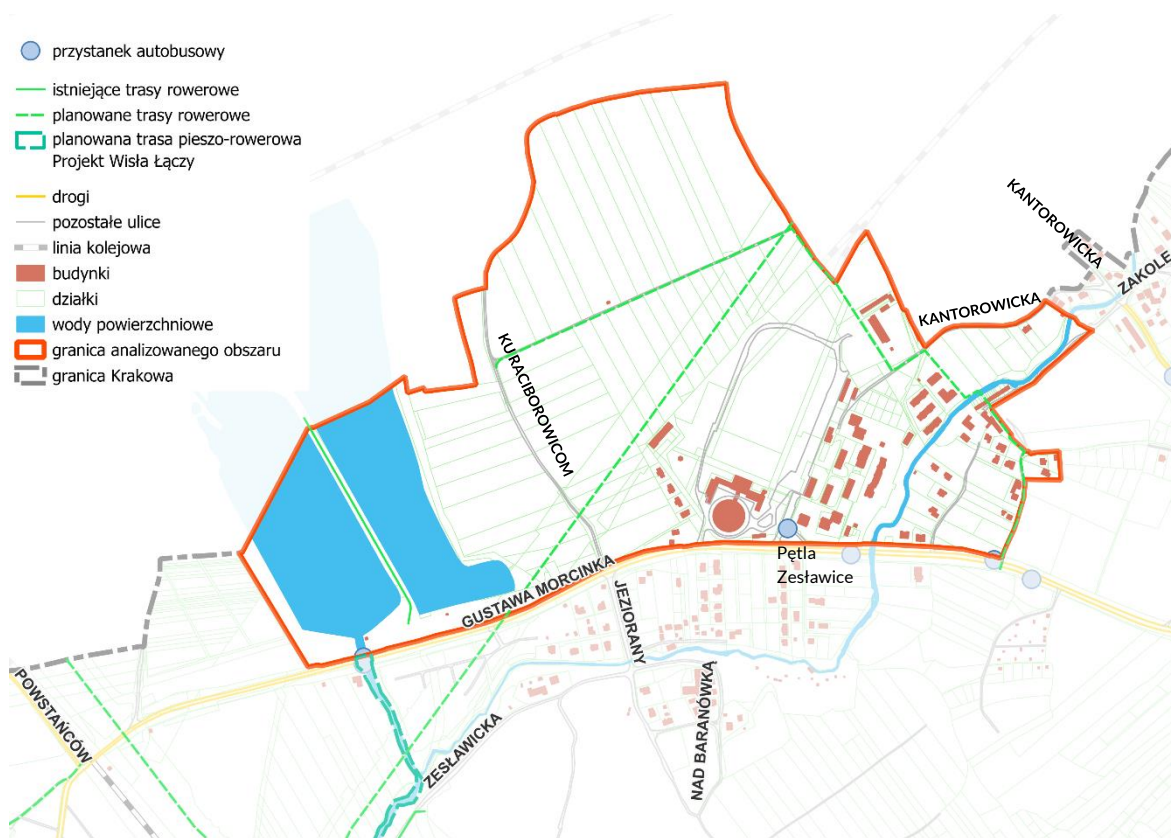 przystanek autobusowy
istniejące trasy rowerowe
planowane trasy rowerowe
planowana trasa pieszo-rowerowa
Projekt Wisła Łączy
drogi
pozostałe ulice
linia kolejowa
budynki
działki
wody powierzchniowe
granica analizowanego obszaru
granica Krakowa
KANTOROWICKA
ZAKOLE
KANTOROWICKA
KURACIBOROWICOM
Pętla
Zesławice
GUSTAWA MORCINKA
JEZIORANY
POWSTAŃCÓW
ZESŁAWICKA
NAD BARANÓWKĄ